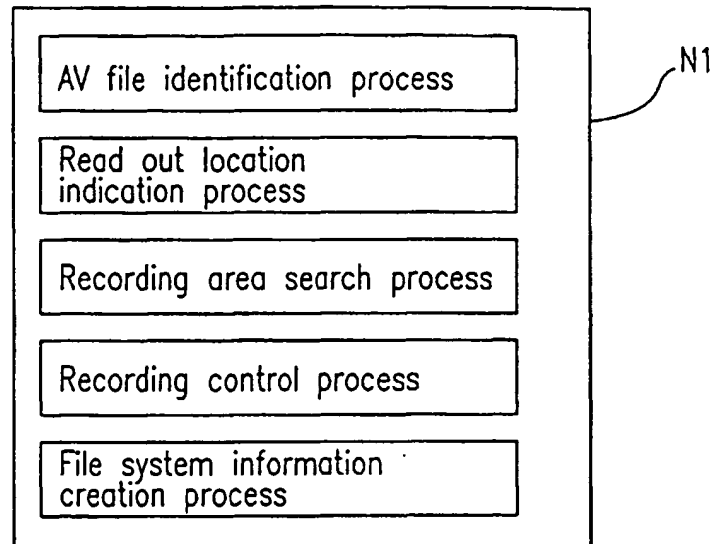 AV file identification process
N1
Read out location
indication process
Recording area search process
Recording control process
File system information
creation process